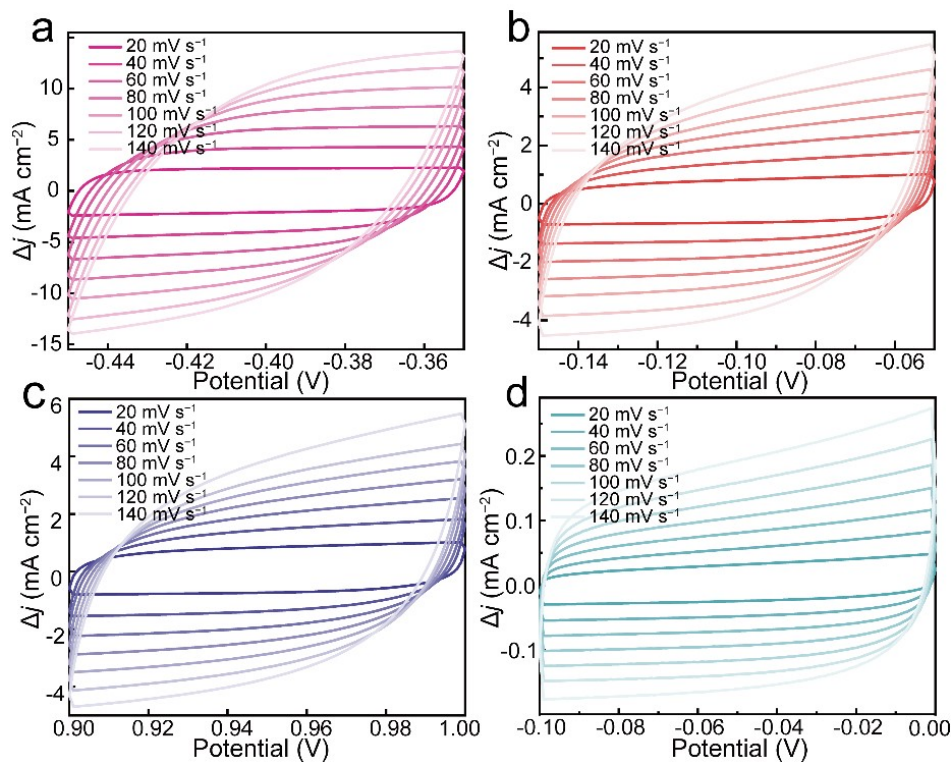 a
20 mV s⁻¹
40 mV s⁻¹
60 mV s⁻¹
80 mV s⁻¹
100 mV s⁻¹
120 mV s⁻¹
140 mV s⁻¹
10
5
0
-5
-10
-15
Δj (mA cm⁻²)
-0.44 -0.42 -0.40 -0.38 -0.36
Potential (V)
b
20 mV s⁻¹
40 mV s⁻¹
60 mV s⁻¹
80 mV s⁻¹
100 mV s⁻¹
120 mV s⁻¹
140 mV s⁻¹
4
2
0
-2
-4
Δj (mA cm⁻²)
-0.14 -0.12 -0.10 -0.08 -0.06
Potential (V)
c
20 mV s⁻¹
40 mV s⁻¹
60 mV s⁻¹
80 mV s⁻¹
100 mV s⁻¹
120 mV s⁻¹
140 mV s⁻¹
6
4
2
0
-2
-4
Δj (mA cm⁻²)
0.90 0.92 0.94 0.96 0.98 1.00
Potential (V)
d
20 mV s⁻¹
40 mV s⁻¹
60 mV s⁻¹
80 mV s⁻¹
100 mV s⁻¹
120 mV s⁻¹
140 mV s⁻¹
0.2
0.1
0.0
-0.1
Δj (mA cm⁻²)
-0.10 -0.08 -0.06 -0.04 -0.02 0.00
Potential (V)